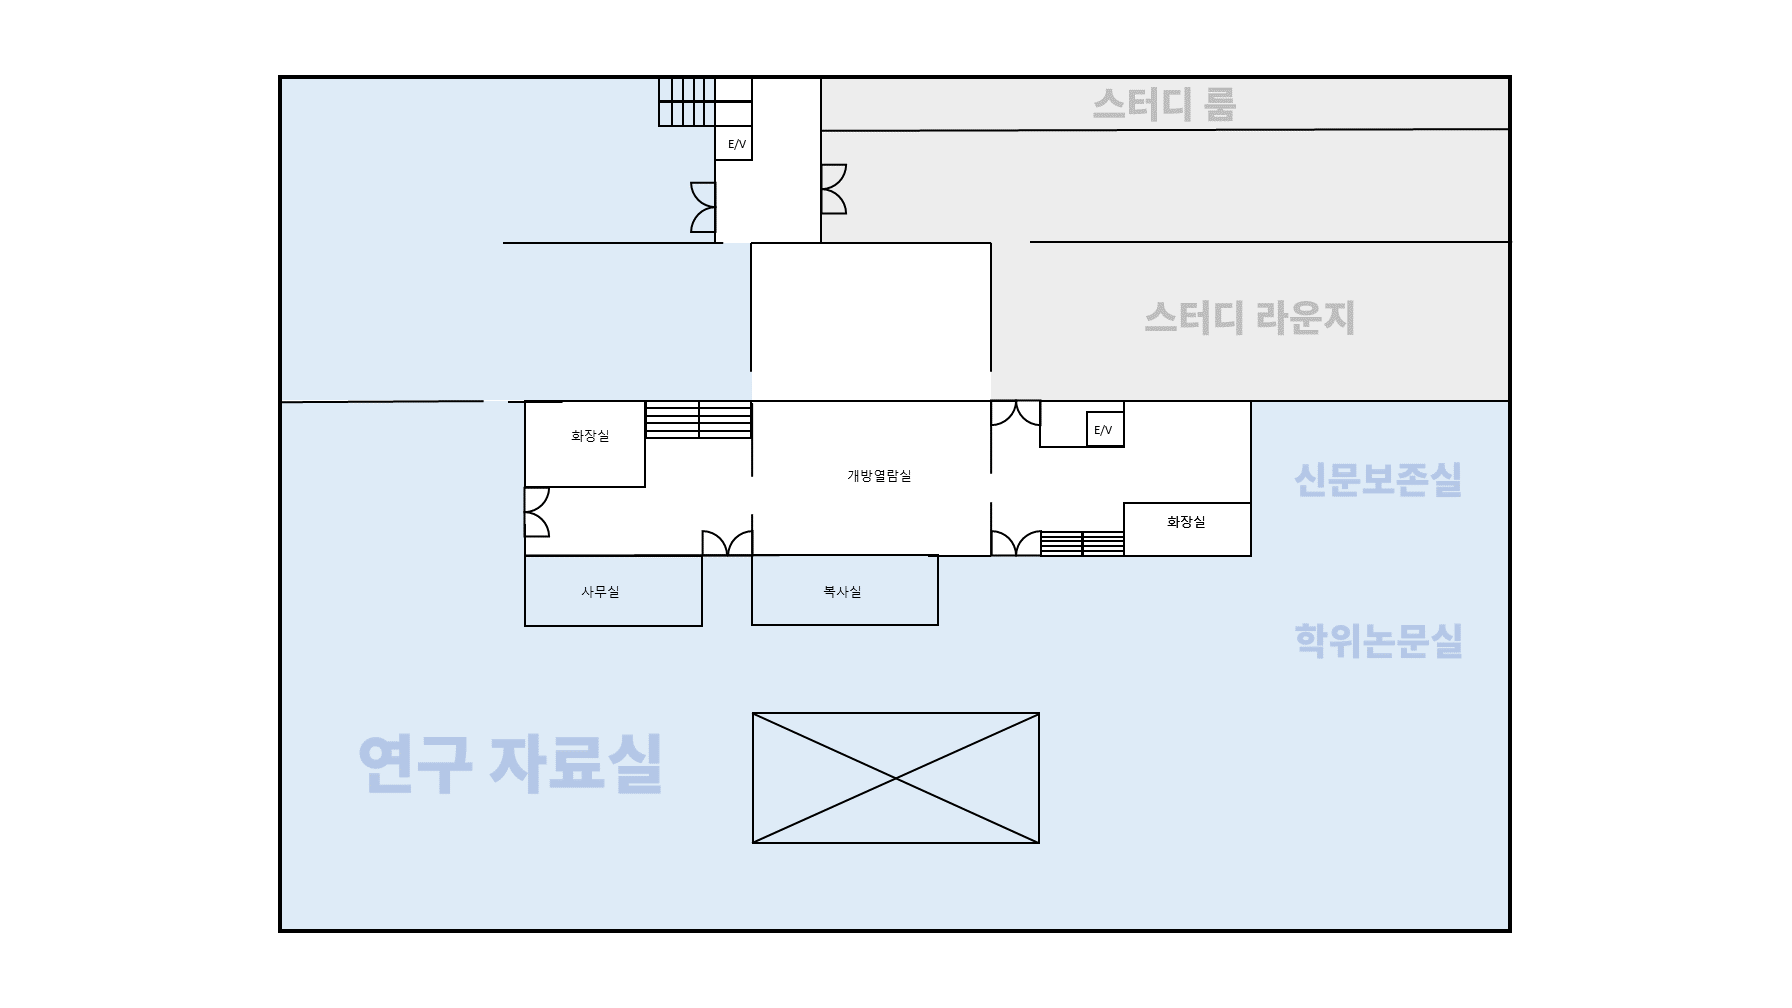 스터디 룸
E/V
스터디 라운지
E/V
화장실
개방열람실
신문보존실
화장실
사무실
복사실
학위논문실
연구 자료실